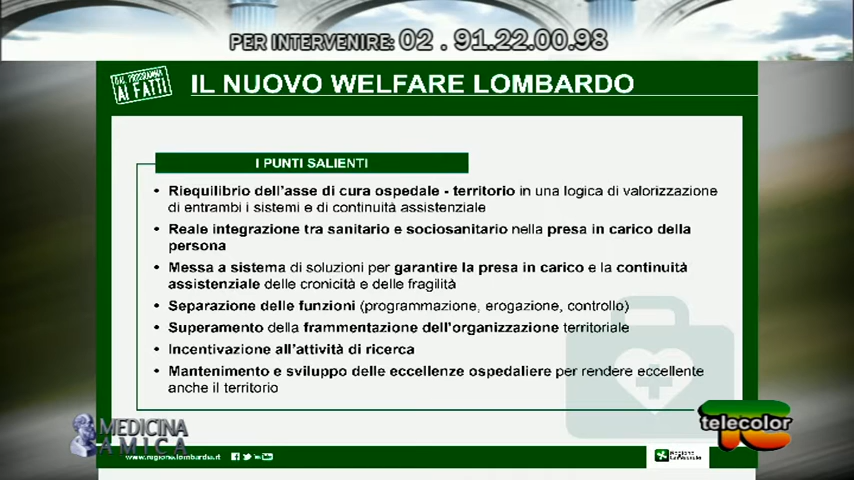 PER INTERVENIRE: 02 . 91.22.00.98
DAL PROGRAMMA
AI FATTI
IL NUOVO WELFARE LOMBARDO
I PUNTI SALIENTI
• Riequilibrio dell'asse di cura ospedale - territorio in una logica di valorizzazione
di entrambi i sistemi e di continuità assistenziale
• Reale integrazione tra sanitario e sociosanitario nella presa in carico della
persona
• Messa a sistema di soluzioni per garantire la presa in carico e la continuità
assistenziale delle cronicità e delle fragilità
• Separazione delle funzioni (programmazione, erogazione, controllo)
• Superamento della frammentazione dell'organizzazione territoriale
• Incentivazione all'attività di ricerca
• Mantenimento e sviluppo delle eccellenze ospedaliere per rendere eccellente
anche il territorio
MEDICINA
AMICA
telecolor
www.regione.lombardia.it
Regione
Lombardia